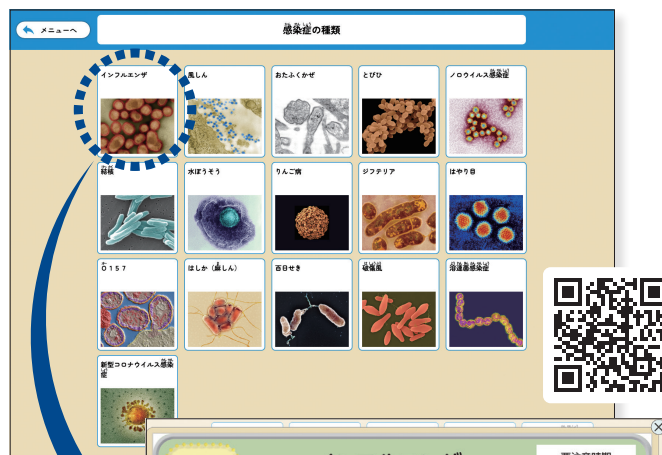 メニューへ
感染症の種類
インフルエンザ
風しん
おたふくかぜ
とびひ
ノロウイルス感染症
結核
水ぼうそう
りんご病
ジフテリア
はやり目
O157
はしか（麻しん）
百日せき
破傷風
溶連菌感染症
新型コロナウイルス感染
症